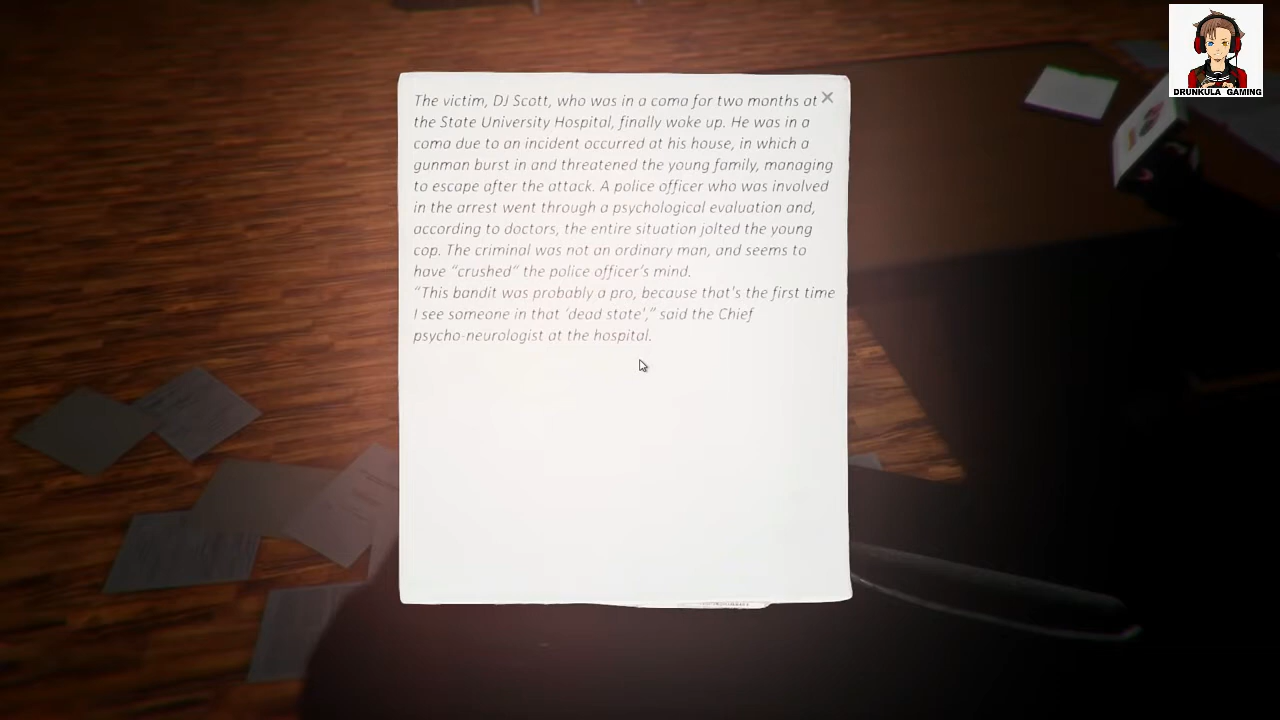 The victim, DJ Scott, who was in a coma for two months at
the State University Hospital, finally woke up. He was in a
coma due to an incident occurred at his house, in which a
gunman burst in and threatened the young family, managing
to escape after the attack. A police officer who was involved
in the arrest went through a psychological evaluation and,
according to doctors, the entire situation jolted the young
cop. The criminal was not an ordinary man, and seems to
have “crushed” the police officer's mind.
“This bandit was probably a pro, because that's the first time
I see someone in that ‘dead state’,” said the Chief
psycho-neurologist at the hospital.
DRUNKULA GAMING